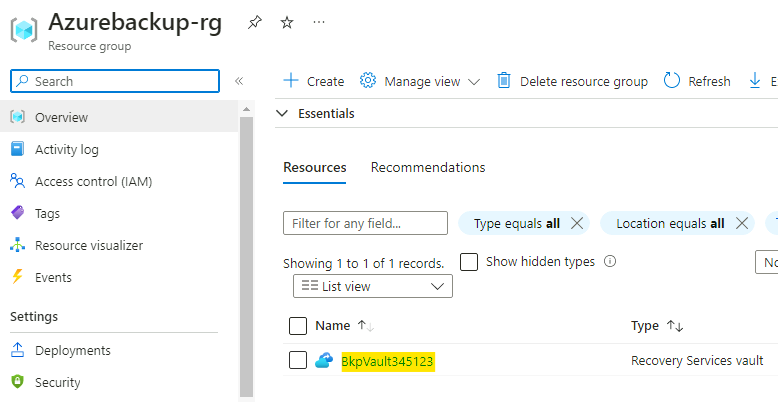 Azurebackup-rg
Resource group
Search
Overview
Activity log
Access control (IAM)
Tags
Resource visualizer
Events
Settings
Deployments
Security
Create Manage view Delete resource group Refresh E
Essentials
Resources Recommendations
Filter for any field... Type equals all Location equals all
Showing 1 to 1 of 1 records. Show hidden types No
List view
Name Type
BkpVault345123 Recovery Services vault